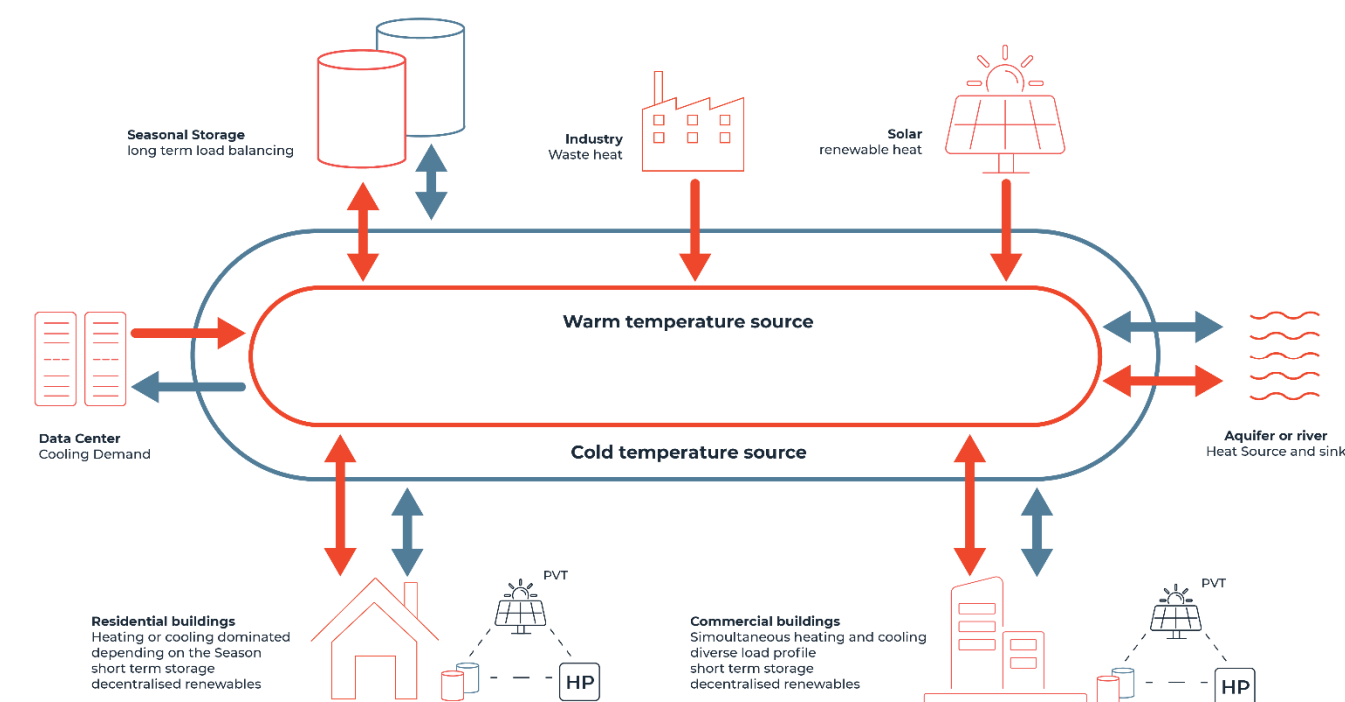 Seasonal Storage
long term load balancing
Industry
Waste heat
Solar
renewable heat
Warm temperature source
Data Center
Cooling Demand
Cold temperature source
Aquifer or river
Heat Source and sink
Residential buildings
Heating or cooling dominated
depending on the Season
short term storage
decentralised renewables
PVT
HP
Commercial buildings
Simoultaneous heating and cooling
diverse load profile
short term storage
decentralised renewables
PVT
HP